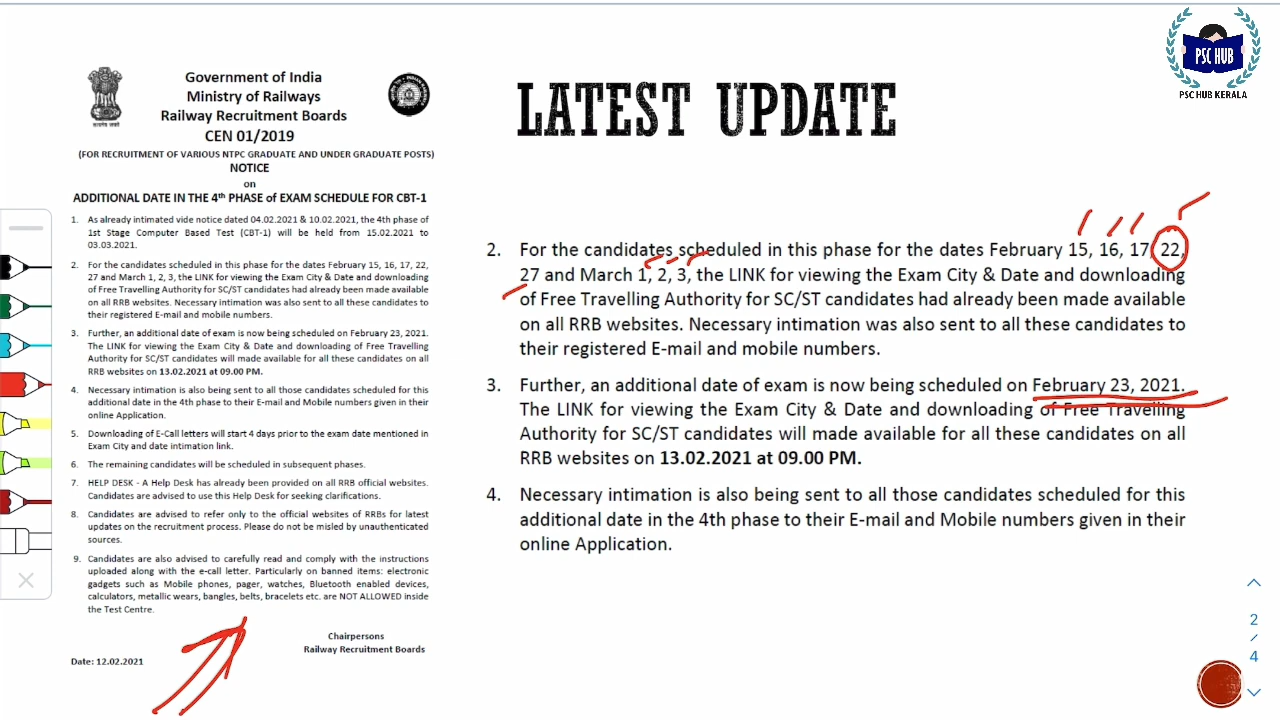 PSC HUB
PSC HUB KERALA
Government of India
Ministry of Railways
Railway Recruitment Boards
CEN 01/2019
(FOR RECRUITMENT OF VARIOUS NTPC GRADUATE AND UNDER GRADUATE POSTS)
NOTICE
on
ADDITIONAL DATE IN THE 4th PHASE of EXAM SCHEDULE FOR CBT-1
1. As already intimated vide notice dated 04.02.2021 & 10.02.2021, the 4th phase of
1st Stage Computer Based Test (CBT-1) will be held from 15.02.2021 to
03.03.2021.
2. For the candidates scheduled in this phase for the dates February 15, 16, 17, 22,
27 and March 1, 2, 3, the LINK for viewing the Exam City & Date and downloading
of Free Travelling Authority for SC/ST candidates had already been made available
on all RRB websites. Necessary intimation was also sent to all these candidates to
their registered E-mail and mobile numbers.
3. Further, an additional date of exam is now being scheduled on February 23, 2021.
The LINK for viewing the Exam City & Date and downloading of Free Travelling
Authority for SC/ST candidates will made available for all these candidates on all
RRB websites on 13.02.2021 at 09.00 PM.
4. Necessary intimation is also being sent to all those candidates scheduled for this
additional date in the 4th phase to their E-mail and Mobile numbers given in their
online Application.
5. Downloading of E-Call letters will start 4 days prior to the exam date mentioned in
Exam City and date intimation link.
6. The remaining candidates will be scheduled in subsequent phases.
7. HELP DESK - A Help Desk has already been provided on all RRB official websites.
Candidates are advised to use this Help Desk for seeking clarifications.
8. Candidates are advised to refer only to the official websites of RRBs for latest
updates on the recruitment process. Please do not be misled by unauthenticated
sources.
9. Candidates are also advised to carefully read and comply with the instructions
uploaded along with the e-call letter. Particularly on banned items: electronic
gadgets such as Mobile phones, pager, watches, Bluetooth enabled devices,
calculators, metallic wears, bangles, belts, bracelets etc. are NOT ALLOWED inside
the Test Centre.
Chairpersons
Railway Recruitment Boards
Date: 12.02.2021
LATEST UPDATE
2. For the candidates scheduled in this phase for the dates February 15, 16, 17, 22,
27 and March 1, 2, 3, the LINK for viewing the Exam City & Date and downloading
of Free Travelling Authority for SC/ST candidates had already been made available
on all RRB websites. Necessary intimation was also sent to all these candidates to
their registered E-mail and mobile numbers.
3. Further, an additional date of exam is now being scheduled on February 23, 2021.
The LINK for viewing the Exam City & Date and downloading of Free Travelling
Authority for SC/ST candidates will made available for all these candidates on all
RRB websites on 13.02.2021 at 09.00 PM.
4. Necessary intimation is also being sent to all those candidates scheduled for this
additional date in the 4th phase to their E-mail and Mobile numbers given in their
online Application.
2
/
4